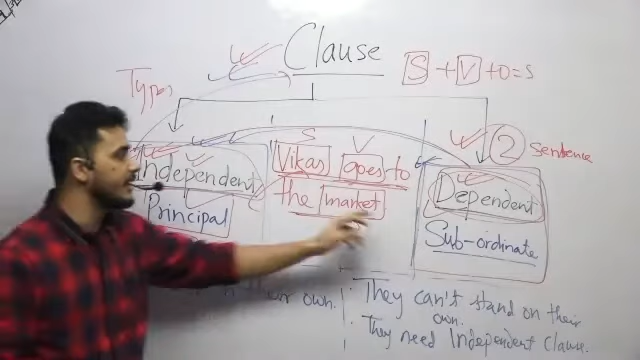 Clause
S + V + O = S
Types
2 sentence
S V
Independent
Vikas goes to
the market
Dependent
Principal
Sub-ordinate
their own.
They can't stand on their
own.
They need Independent Clause.